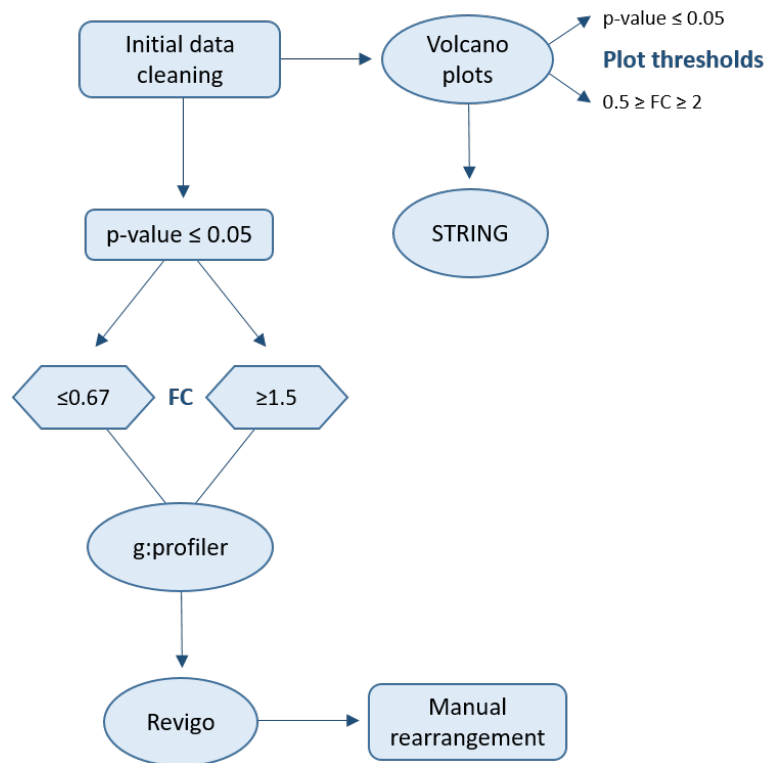 Initial data
cleaning
Volcano
plots
p-value ≤ 0.05
Plot thresholds
0.5 ≥ FC ≥ 2
p-value ≤ 0.05
STRING
≤0.67
FC
≥1.5
g:profiler
Revigo
Manual
rearrangement